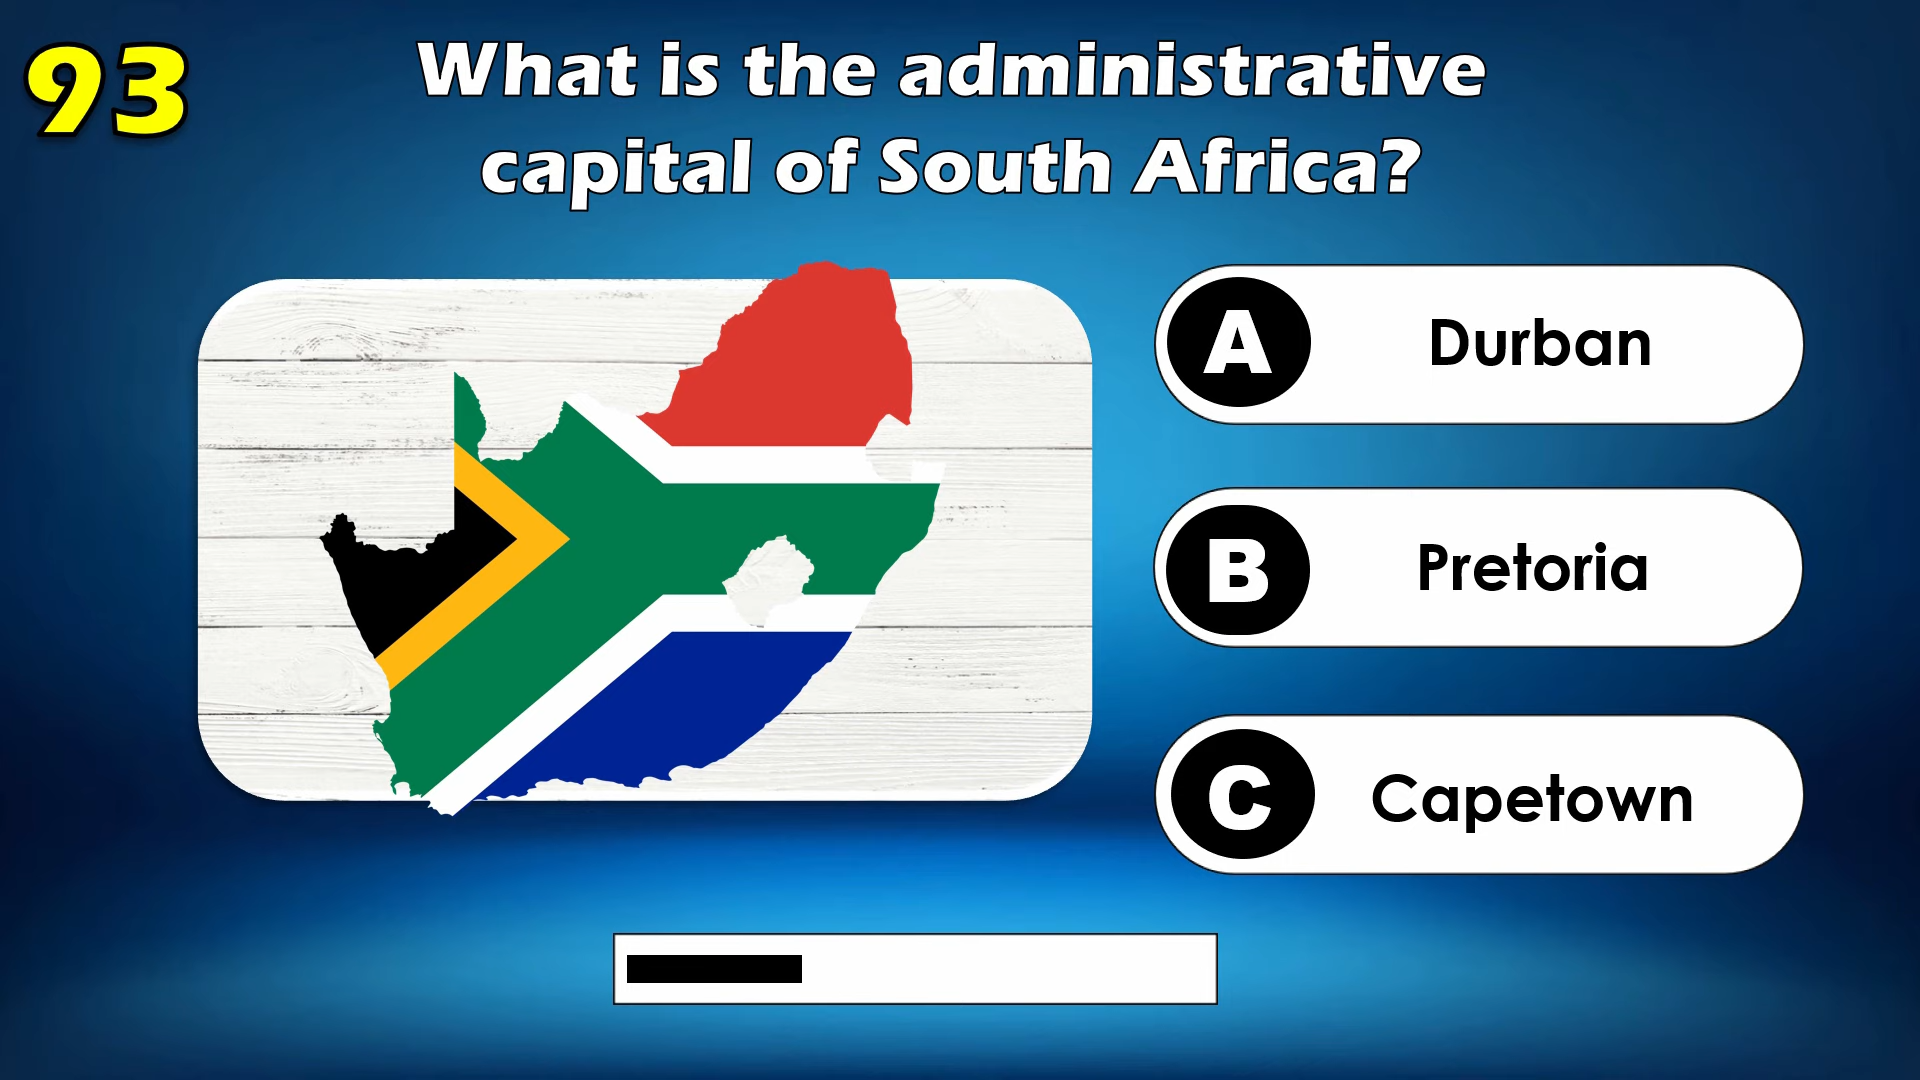 93
What is the administrative
capital of South Africa?
A Durban
B Pretoria
C Capetown